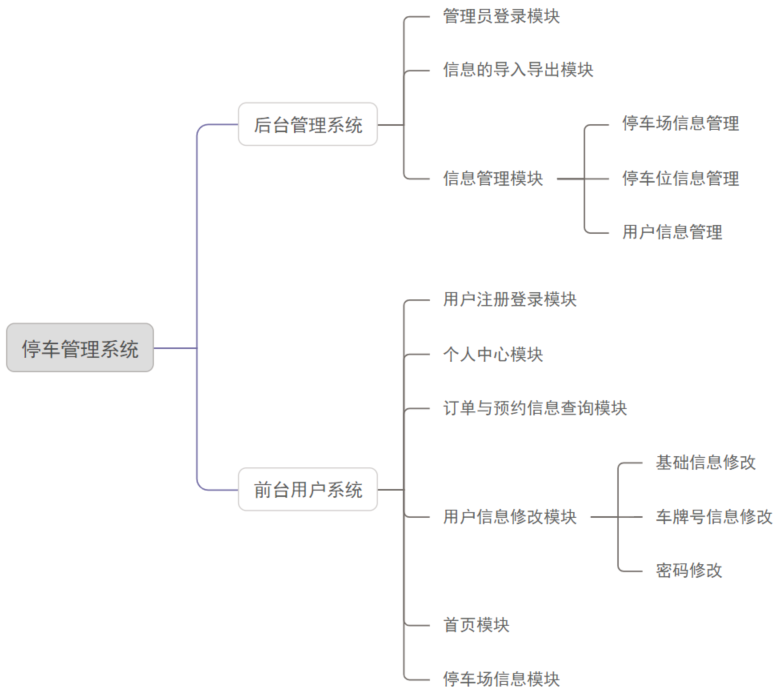 停车管理系统
后台管理系统
管理员登录模块
信息的导入导出模块
信息管理模块
停车场信息管理
停车位信息管理
用户信息管理
前台用户系统
用户注册登录模块
个人中心模块
订单与预约信息查询模块
用户信息修改模块
基础信息修改
车牌号信息修改
密码修改
首页模块
停车场信息模块